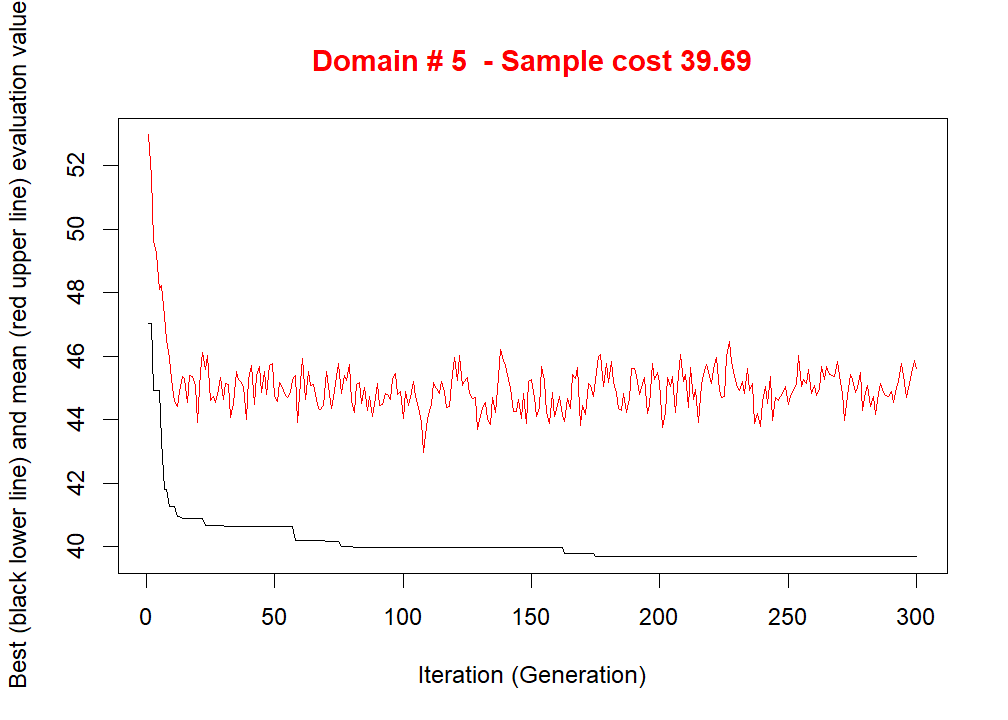 Domain # 5  - Sample cost 39.69
Best (black lower line) and mean (red upper line) evaluation value
52
50
48
46
44
42
40
0 50 100 150 200 250 300
Iteration (Generation)